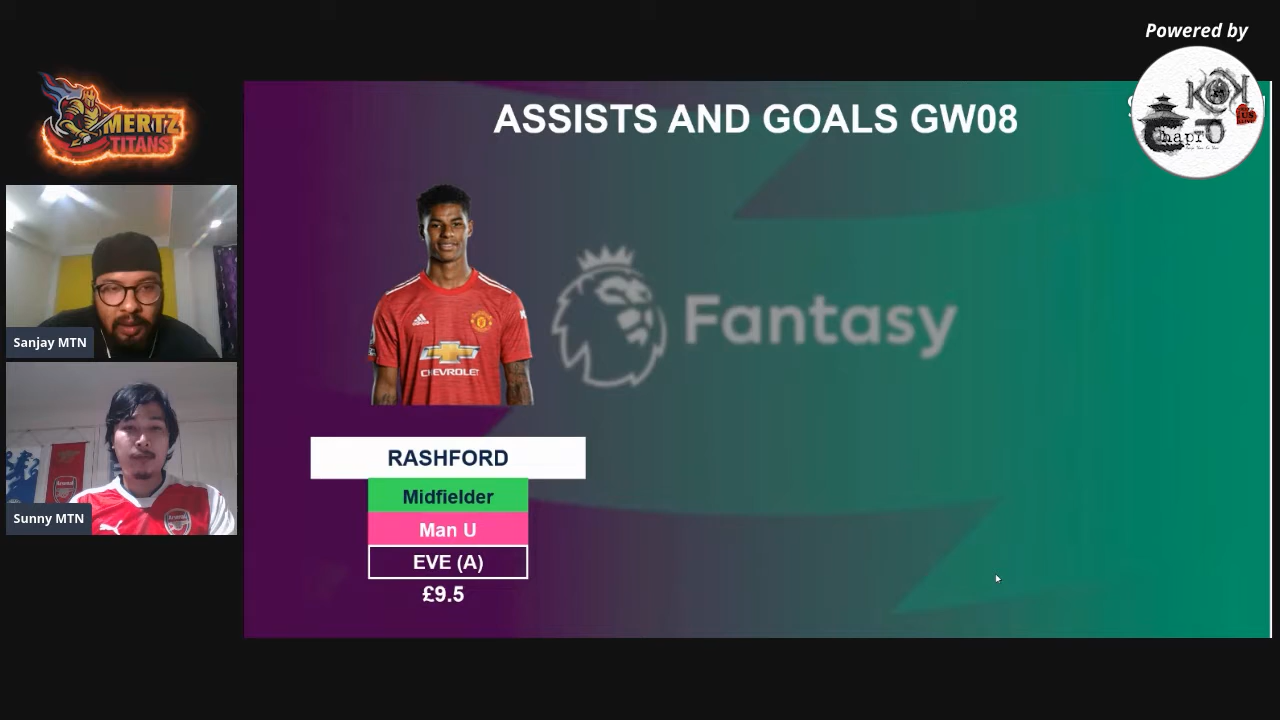 Powered by
MERTZ
TITANS
ASSISTS AND GOALS GW08
Fantasy
CHEVROLET
RASHFORD
Midfielder
Man U
EVE (A)
£9.5
Sanjay MTN
Arsenal
Sunny MTN